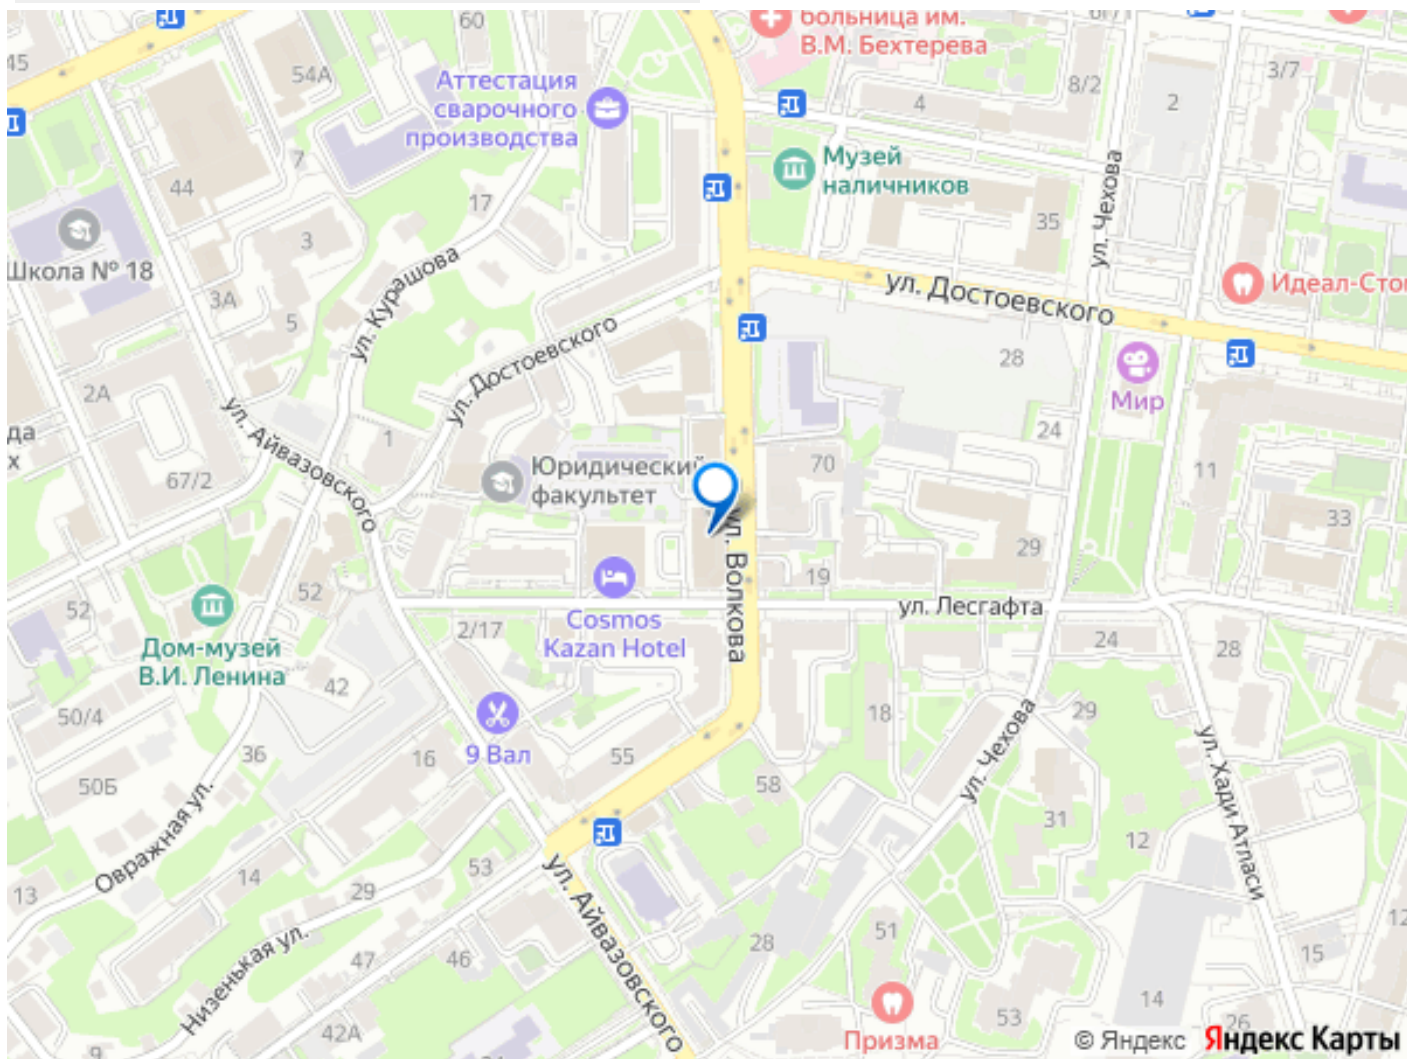 больница им.
В.М. Бехтерева
60
67/1
45
54А
Аттестация
сварочного
производства
8/2
3/7
4
2
7
44
17
Музей
наличников
ул. Чехова
35
Школа № 18
3
ул. Курашова
3А
5
ул. Достоевского
ул. Достоевского
Идеал-Сто
28
Мир
2А
ул. Айвазовского
1
24
да
х
67/2
Юридический
факультет
70
11
33
ул. Волкова
29
19
52
52
Cosmos
Kazan Hotel
ул. Лесгафта
2/17
24
28
Дом-музей
В.И. Ленина
42
50/4
36
18
29
ул. Чехова
ул. Хади Атласи
9 Вал
16
55
58
50Б
Овражная ул.
31
12
53
14
29
13
ул. Айвазовского
Низенькая ул.
47
46
28
51
12
15
14
53
26
42А
9
Призма
© Яндекс Яндекс Карты